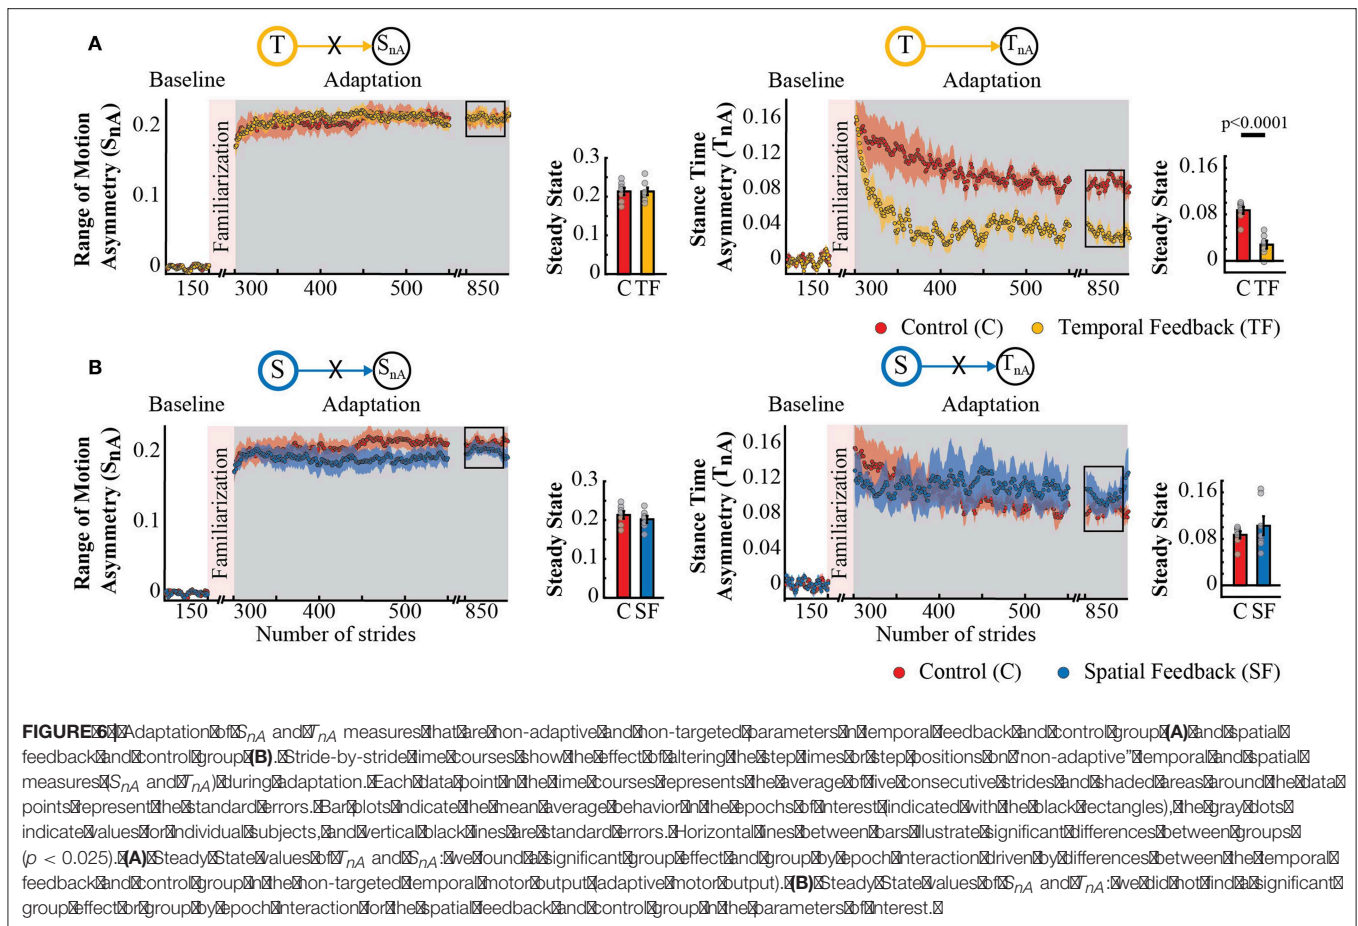 A
T X S_nA
T T_nA
Baseline Adaptation
Baseline Adaptation
Range of Motion
Asymmetry (S_nA)
0.2
0.1
0
Familiarization
150 300 400 500 850
Steady State
0.3
0.2
0.1
0
C TF
Stance Time
Asymmetry (T_nA)
0.16
0.12
0.08
0.04
0
Familiarization
150 300 400 500 850
p<0.0001
Steady State
0.16
0.08
0
C TF
Control (C) Temporal Feedback (TF)
B
S X S_nA
S X T_nA
Baseline Adaptation
Baseline Adaptation
Range of Motion
Asymmetry (S_nA)
0.2
0.1
0
Familiarization
150 300 400 500 850
Number of strides
Steady State
0.3
0.2
0.1
0
C SF
Stance Time
Asymmetry (T_nA)
0.16
0.12
0.08
0.04
0
Familiarization
150 300 400 500 850
Number of strides
Steady State
0.16
0.08
0
C SF
Control (C) Spatial Feedback (SF)
FIGURE 6 | Adaptation of S_nA and T_nA measures that are non-adaptive and non-targeted parameters in temporal feedback and control group (A) and spatial
feedback and control group (B). Stride-by-stride time courses show the effect of altering the step times or step positions on "non-adaptive" temporal and spatial
measures (S_nA and T_nA) during adaptation. Each data point in the time courses represents the average of five consecutive strides and shaded areas around the data
points represent the standard errors. Bar plots indicate the mean average behavior in the epochs of interest (indicated with the black rectangles), the gray dots
indicate values for individual subjects, and vertical black lines are standard errors. Horizontal lines between bars illustrate significant differences between groups
(p < 0.025). (A) Steady State values of T_nA and S_nA: we found a significant group effect and group by epoch interaction driven by differences between the temporal
feedback and control group in the non-targeted temporal motor output (adaptive motor output). (B) Steady State values of S_nA and T_nA: we did not find a significant
group effect or group by epoch interaction for the spatial feedback and control group in the parameters of interest.